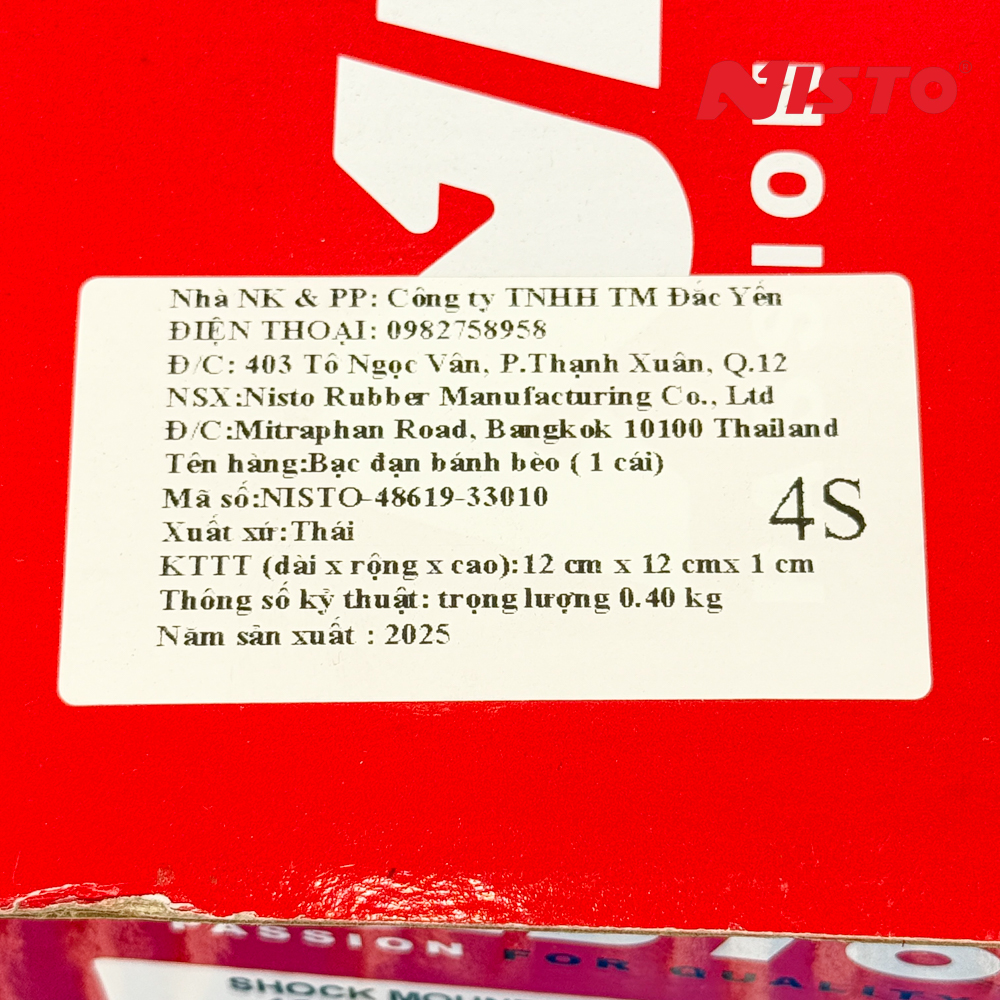 NISTO
Nhà NK & PP: Công ty TNHH TM Đắc Yến
ĐIỆN THOẠI: 0982758958
Đ/C: 403 Tô Ngọc Vân, P.Thạnh Xuân, Q.12
NSX:Nisto Rubber Manufacturing Co., Ltd
Đ/C:Mitraphan Road, Bangkok 10100 Thailand
Tên hàng:Bạc đạn bánh bèo ( 1 cái)
Mã số:NISTO-48619-33010
4S
Xuất xứ:Thái
KTTT (dài x rộng x cao):12 cm x 12 cmx 1 cm
Thông số kỹ thuật: trọng lượng 0.40 kg
Năm sản xuất : 2025
PASSION FOR QUALIT
SHOCK MOUN